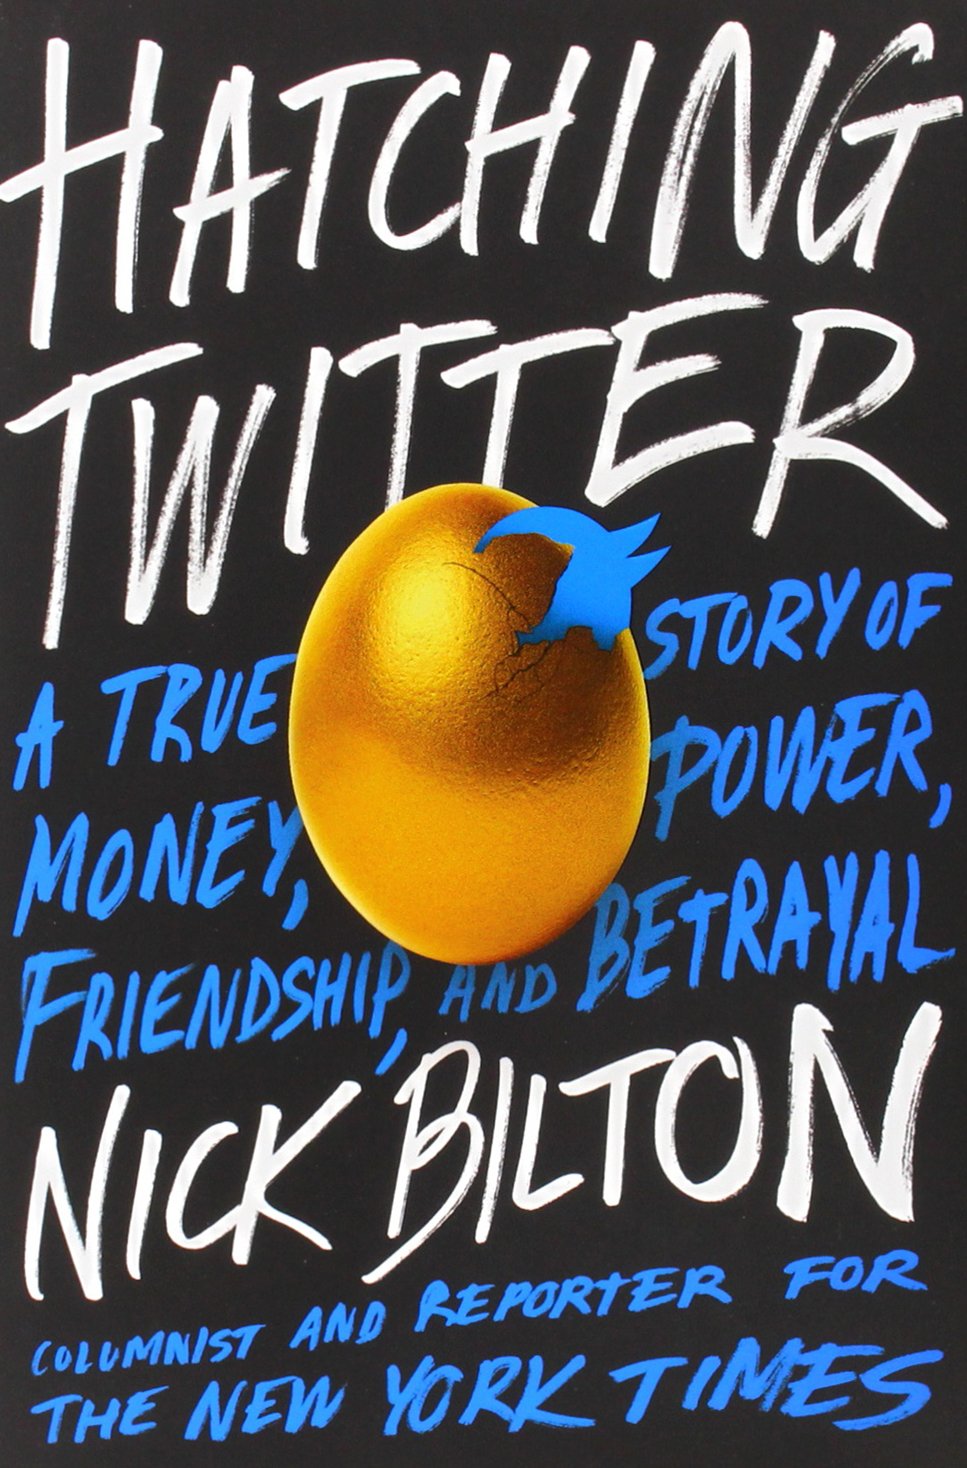 HATCHING
TWITTER
A TRUE STORY OF
MONEY, POWER,
FRIENDSHIP, AND BETRAYAL
NICK BILTON
COLUMNIST AND REPORTER FOR
THE NEW YORK TIMES